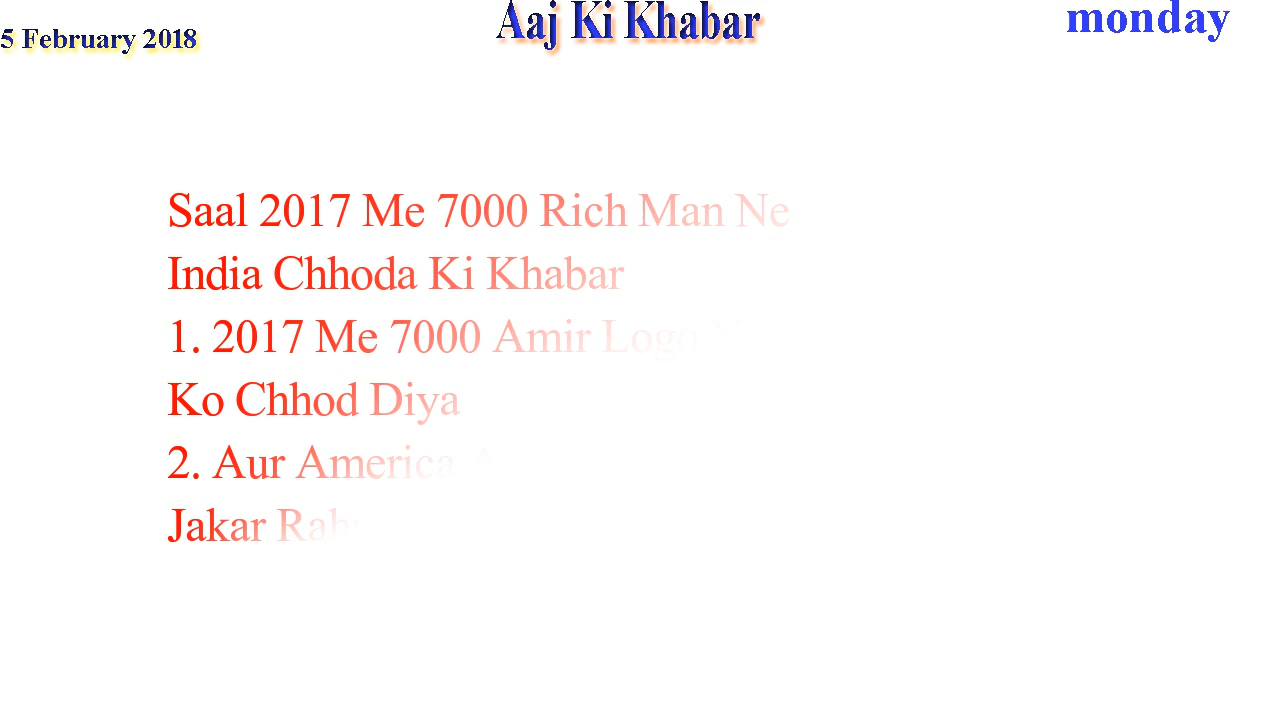 5 February 2018
Aaj Ki Khabar
monday
Saal 2017 Me 7000 Rich Man Ne
India Chhoda Ki Khabar
1. 2017 Me 7000 Amir Logo
Ko Chhod Diya
2. Aur America
Jakar